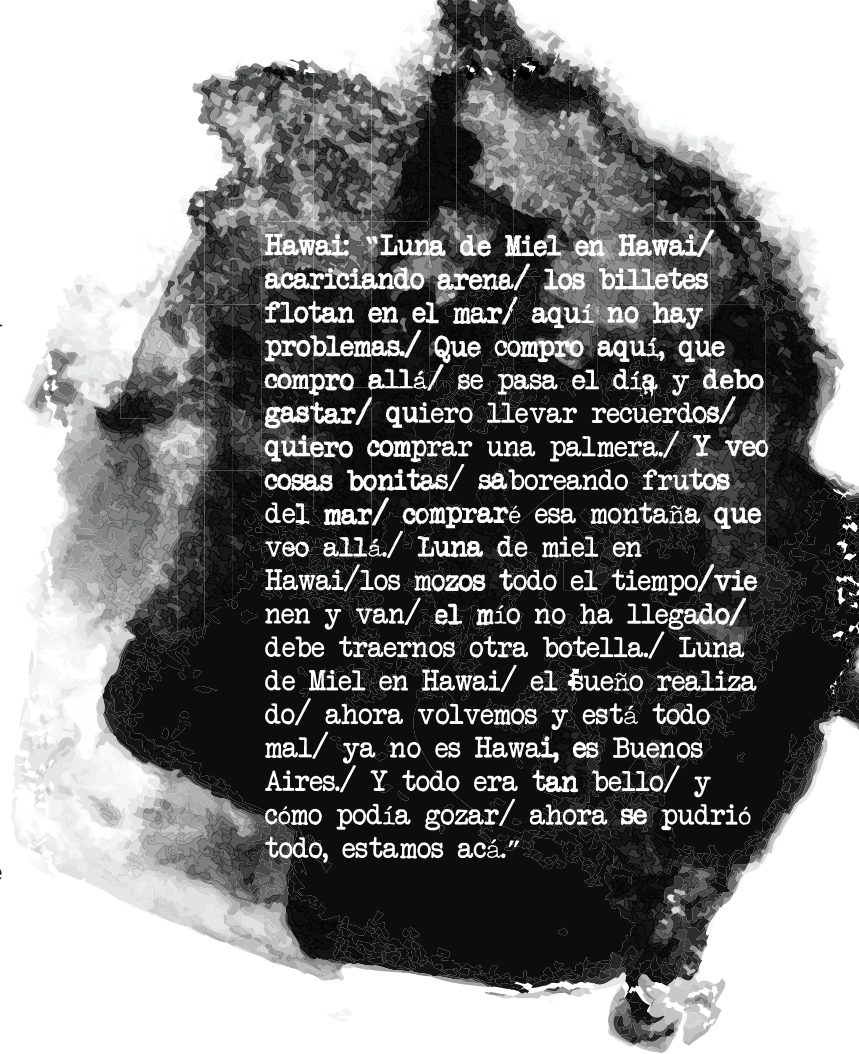 Hawai: “Luna de Miel en Hawai/
acariciando arena/ los billetes
flotan en el mar/ aquí no hay
problemas./ Que compro aquí, que
compro allá/ se pasa el día y debo
gastar/ quiero llevar recuerdos/
quiero comprar una palmera./ Y veo
cosas bonitas/ saboreando frutos
del mar/ compraré esa montaña que
veo allá./ Luna de miel en
Hawai/los mozos todo el tiempo/vie
nen y van/ el mío no ha llegado/
debe traernos otra botella./ Luna
de Miel en Hawai/ el sueño realiza
do/ ahora volvemos y está todo
mal/ ya no es Hawai, es Buenos
Aires./ Y todo era tan bello/ y
cómo podía gozar/ ahora se pudrió
todo, estamos acá.”